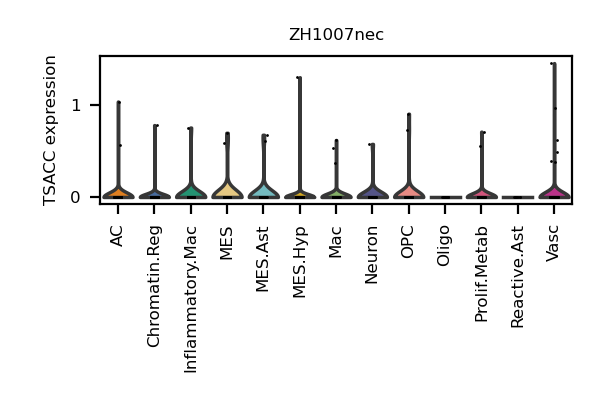 ZH1007nec
TSACC expression
1
0
AC
Chromatin.Reg
Inflammatory.Mac
MES
MES.Ast
MES.Hyp
Mac
Neuron
OPC
Oligo
Prolif.Metab
Reactive.Ast
Vasc